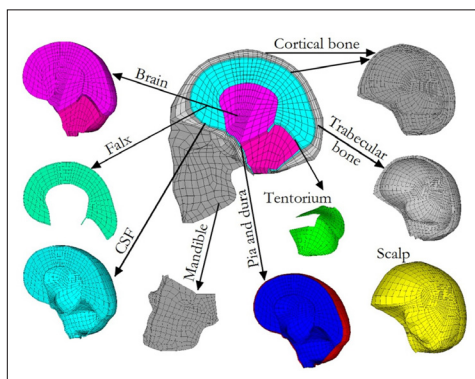 Cortical bone
Brain
Trabecular
bone
Falx
Tentorium
CSF
Mandible
Pia and dura
Scalp